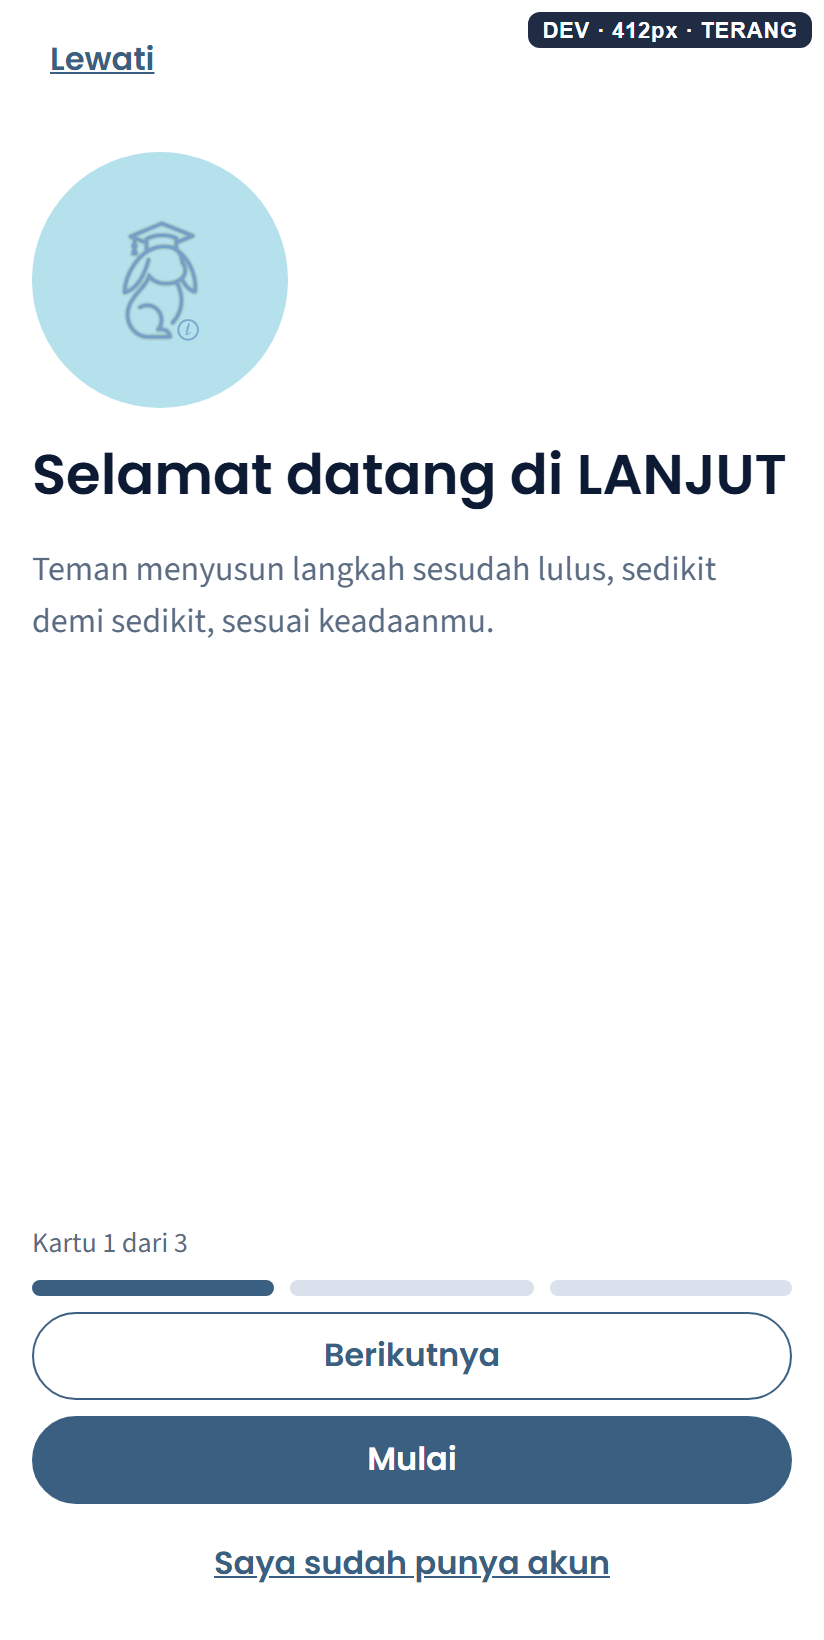 DEV · 412px · TERANG
Lewati
Selamat datang di LANJUT
Teman menyusun langkah sesudah lulus, sedikit
demi sedikit, sesuai keadaanmu.
Kartu 1 dari 3
Berikutnya
Mulai
Saya sudah punya akun